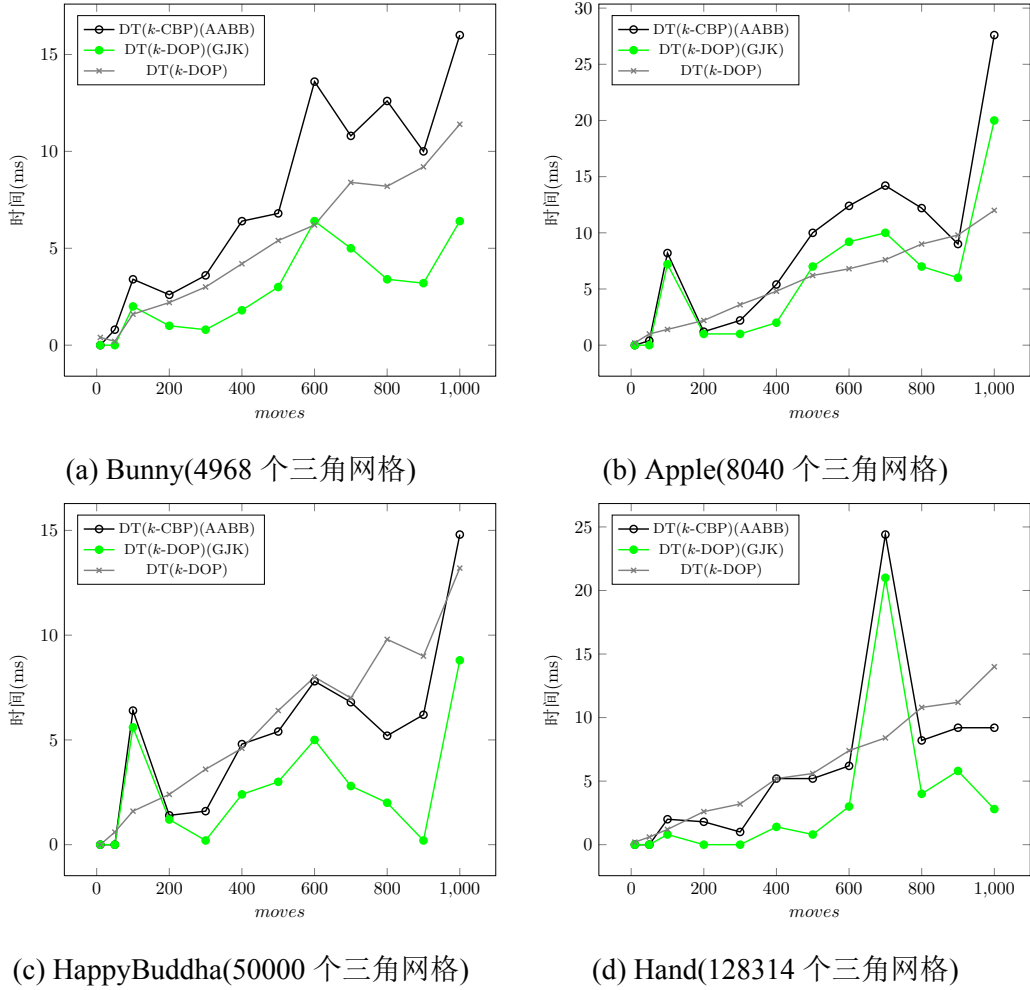 DT(k-CBP)(AABB)
DT(k-DOP)(GJK)
DT(k-DOP)
15
10
5
0
时间(ms)
0 200 400 600 800 1,000
moves
(a) Bunny(4968 个三角网格)
DT(k-CBP)(AABB)
DT(k-DOP)(GJK)
DT(k-DOP)
30
25
20
15
10
5
0
时间(ms)
0 200 400 600 800 1,000
moves
(b) Apple(8040 个三角网格)
DT(k-CBP)(AABB)
DT(k-DOP)(GJK)
DT(k-DOP)
15
10
5
0
时间(ms)
0 200 400 600 800 1,000
moves
(c) HappyBuddha(50000 个三角网格)
DT(k-CBP)(AABB)
DT(k-DOP)(GJK)
DT(k-DOP)
25
20
15
10
5
0
时间(ms)
0 200 400 600 800 1,000
moves
(d) Hand(128314 个三角网格)